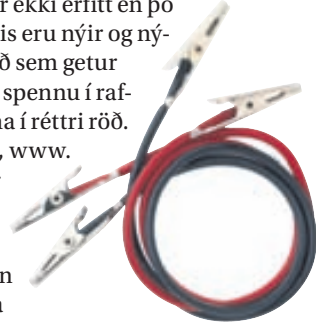 r ekki erfitt en þó
is eru nýir og ný-
ð sem getur
spennu í raf-
na í réttri röð.
, www.
n